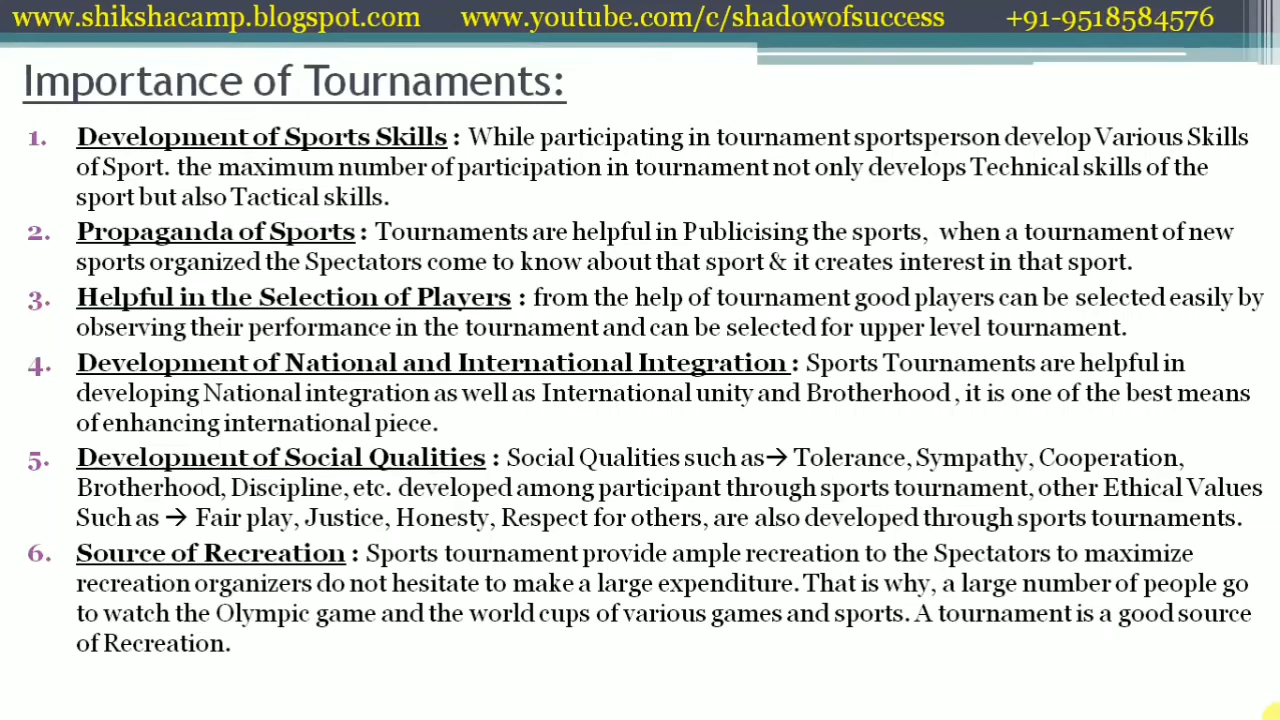 www.shikshacamp.blogspot.com www.youtube.com/c/shadowofsuccess +91-9518584576
Importance of Tournaments:
1. Development of Sports Skills : While participating in tournament sportsperson develop Various Skills
of Sport. the maximum number of participation in tournament not only develops Technical skills of the
sport but also Tactical skills.
2. Propaganda of Sports : Tournaments are helpful in Publicising the sports, when a tournament of new
sports organized the Spectators come to know about that sport & it creates interest in that sport.
3. Helpful in the Selection of Players : from the help of tournament good players can be selected easily by
observing their performance in the tournament and can be selected for upper level tournament.
4. Development of National and International Integration : Sports Tournaments are helpful in
developing National integration as well as International unity and Brotherhood , it is one of the best means
of enhancing international piece.
5. Development of Social Qualities : Social Qualities such as→ Tolerance, Sympathy, Cooperation,
Brotherhood, Discipline, etc. developed among participant through sports tournament, other Ethical Values
Such as → Fair play, Justice, Honesty, Respect for others, are also developed through sports tournaments.
6. Source of Recreation : Sports tournament provide ample recreation to the Spectators to maximize
recreation organizers do not hesitate to make a large expenditure. That is why, a large number of people go
to watch the Olympic game and the world cups of various games and sports. A tournament is a good source
of Recreation.